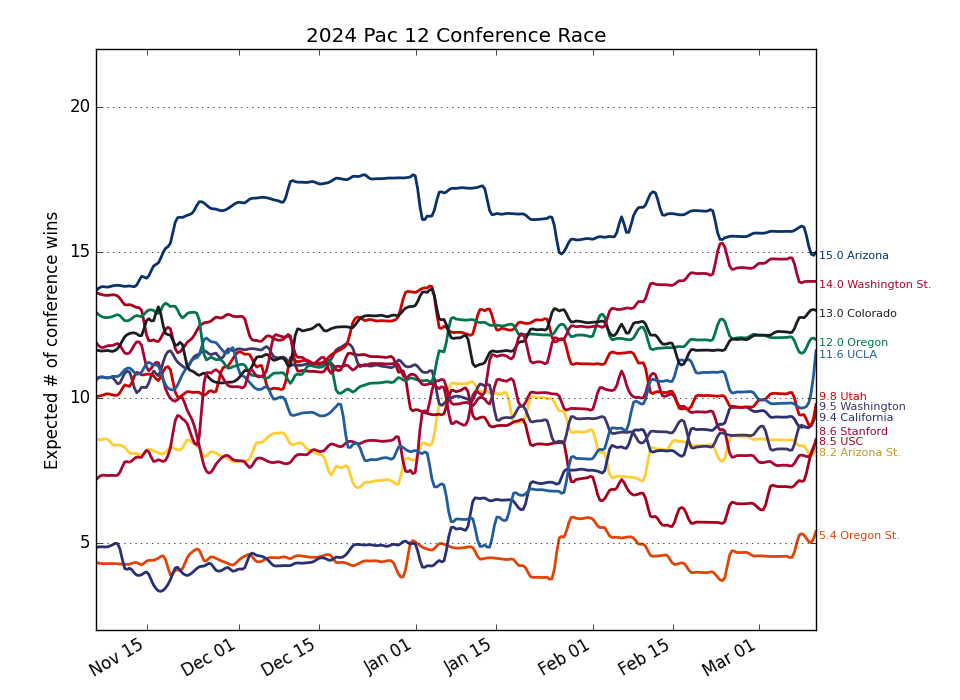 2024 Pac 12 Conference Race
Expected # of conference wins
20
15
10
5
15.0 Arizona
14.0 Washington St.
13.0 Colorado
12.0 Oregon
11.6 UCLA
9.8 Utah
9.5 Washington
9.4 California
8.6 Stanford
8.5 USC
8.2 Arizona St.
5.4 Oregon St.
Nov 15
Dec 01
Dec 15
Jan 01
Jan 15
Feb 01
Feb 15
Mar 01